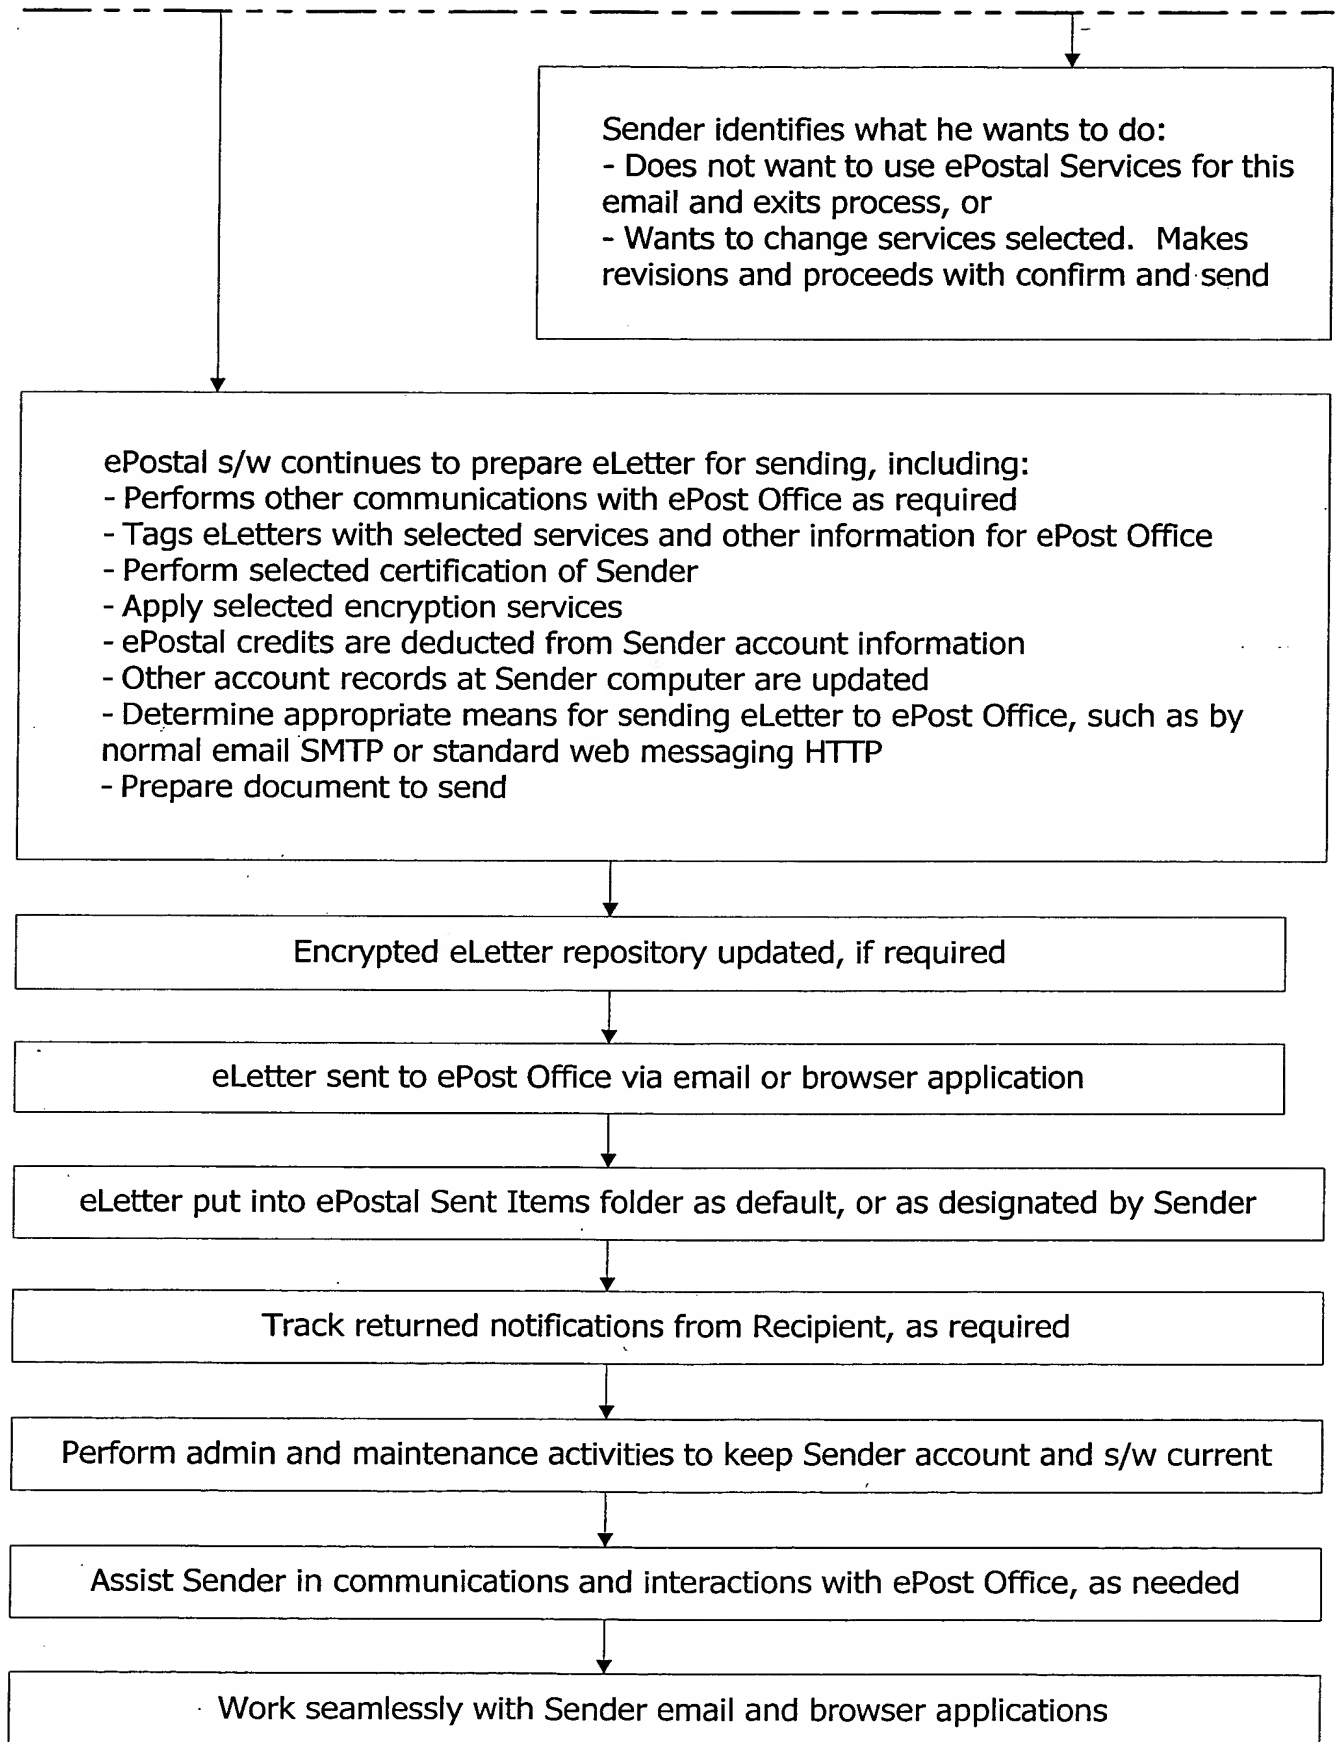 Sender identifies what he wants to do:
- Does not want to use ePostal Services for this
email and exits process, or
- Wants to change services selected.  Makes
revisions and proceeds with confirm and send
ePostal s/w continues to prepare eLetter for sending, including:
- Performs other communications with ePost Office as required
- Tags eLetters with selected services and other information for ePost Office
- Perform selected certification of Sender
- Apply selected encryption services
- ePostal credits are deducted from Sender account information
- Other account records at Sender computer are updated
- Determine appropriate means for sending eLetter to ePost Office, such as by
normal email SMTP or standard web messaging HTTP
- Prepare document to send
Encrypted eLetter repository updated, if required
eLetter sent to ePost Office via email or browser application
eLetter put into ePostal Sent Items folder as default, or as designated by Sender
Track returned notifications from Recipient, as required
Perform admin and maintenance activities to keep Sender account and s/w current
Assist Sender in communications and interactions with ePost Office, as needed
Work seamlessly with Sender email and browser applications